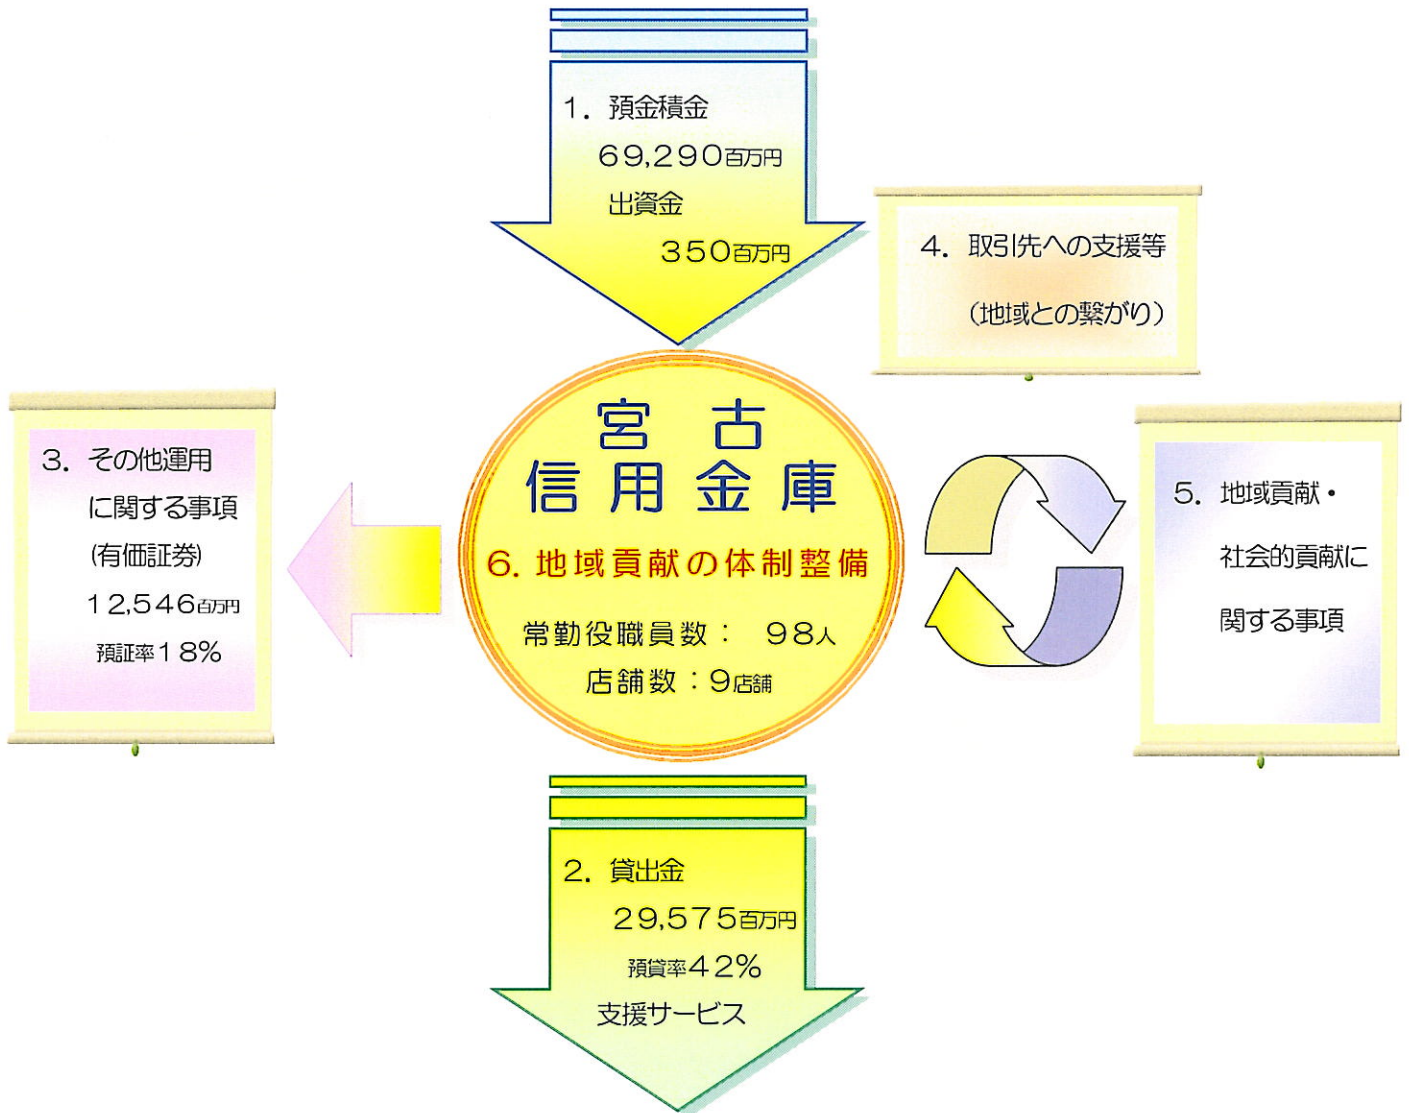 1. 預金積金
69,290百万円
出資金
350百万円
4. 取引先への支援等
（地域との繋がり）
宮 古
信 用 金 庫
6. 地域貢献の体制整備
常勤役職員数： 98人
店舗数：9店舗
3. その他運用
に関する事項
(有価証券)
12,546百万円
預証率18%
5. 地域貢献・
社会的貢献に
関する事項
2. 貸出金
29,575百万円
預貸率42%
支援サービス